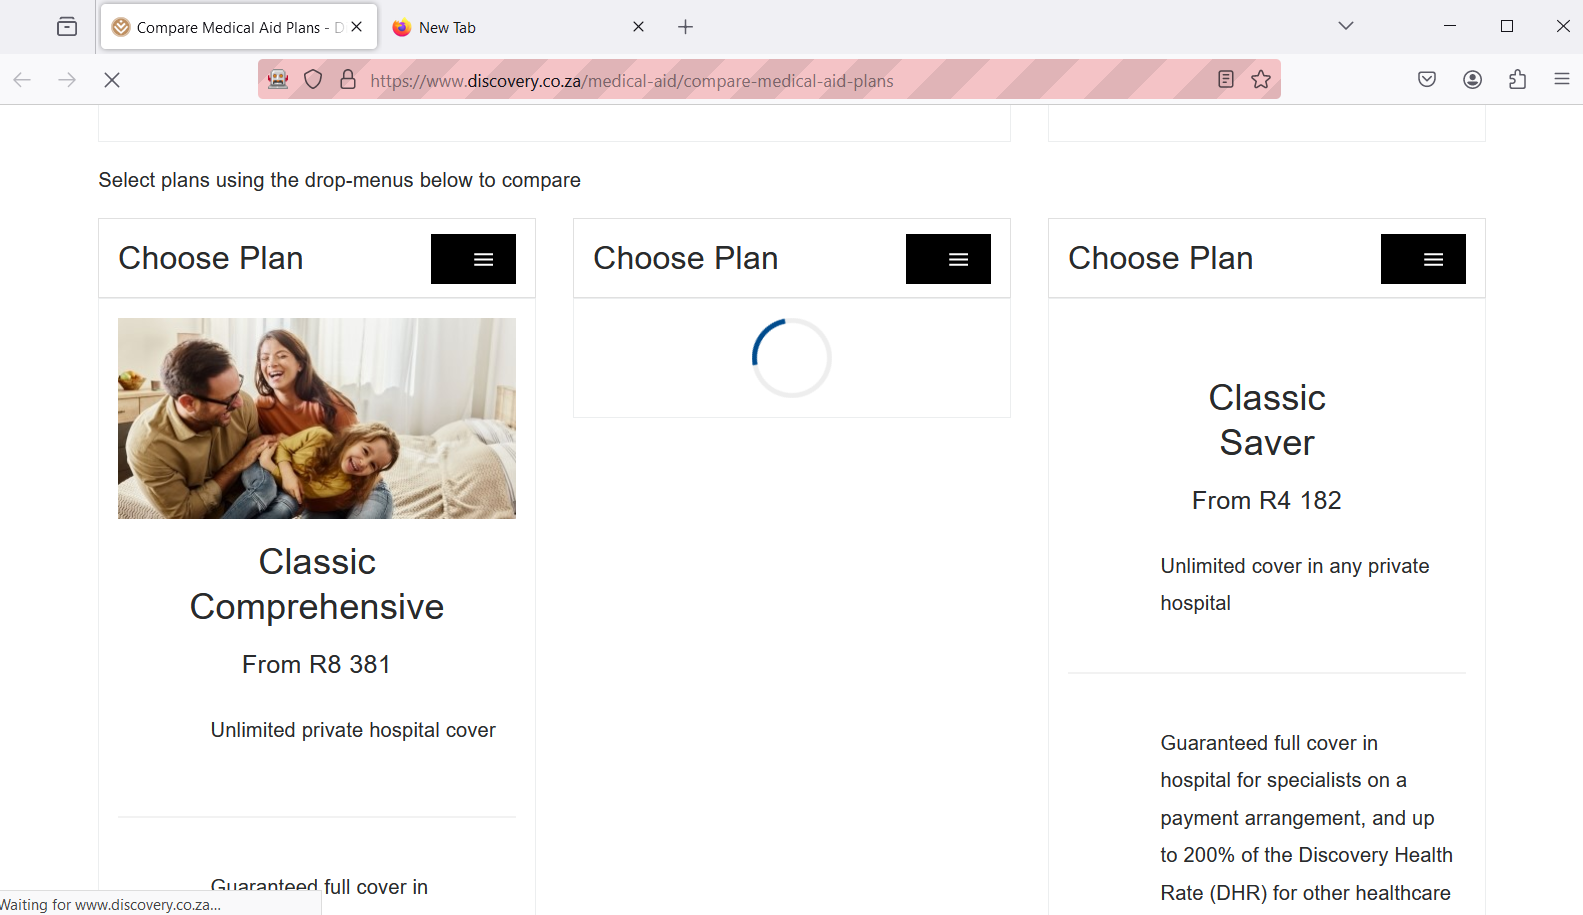 Compare Medical Aid Plans - D
New Tab
https://www.discovery.co.za/medical-aid/compare-medical-aid-plans
Select plans using the drop-menus below to compare
Choose Plan
Choose Plan
Choose Plan
Classic
Comprehensive
From R8 381
Unlimited private hospital cover
Guaranteed full cover in
Classic
Saver
From R4 182
Unlimited cover in any private
hospital
Guaranteed full cover in
hospital for specialists on a
payment arrangement, and up
to 200% of the Discovery Health
Rate (DHR) for other healthcare
Waiting for www.discovery.co.za...